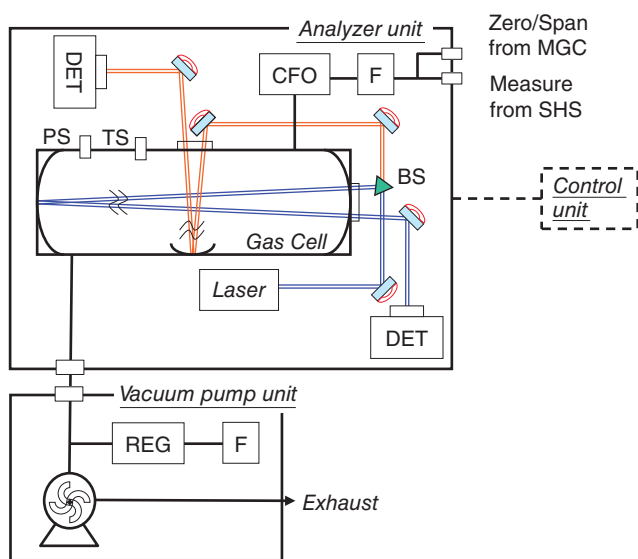 Analyzer unit
Zero/Span
from MGC
DET
CFO
F
Measure
from SHS
PS
TS
BS
Control
unit
Gas Cell
Laser
DET
Vacuum pump unit
REG
F
Exhaust